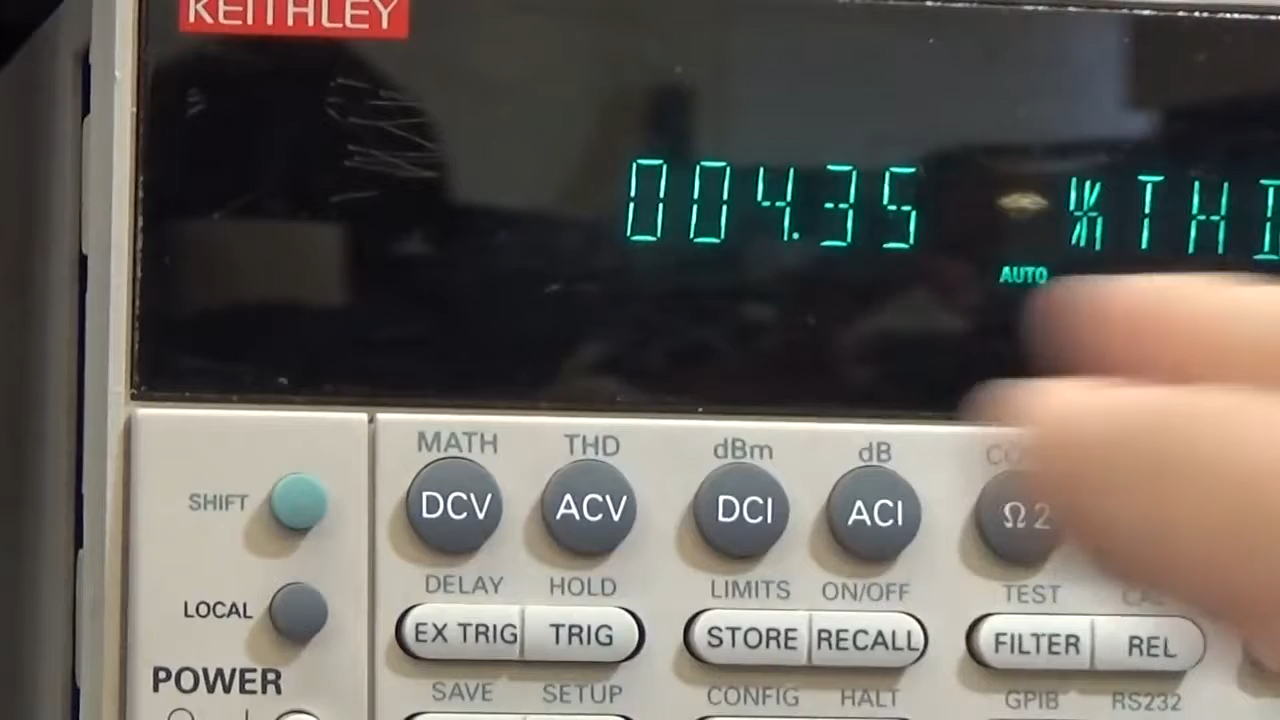 KEITHLEY
004.35 %THD
AUTO
MATH THD dBm dB
SHIFT DCV ACV DCI ACI Ω2
DELAY HOLD LIMITS ON/OFF TEST
LOCAL EX TRIG TRIG STORE RECALL FILTER REL
POWER SAVE SETUP CONFIG HALT GPIB RS232